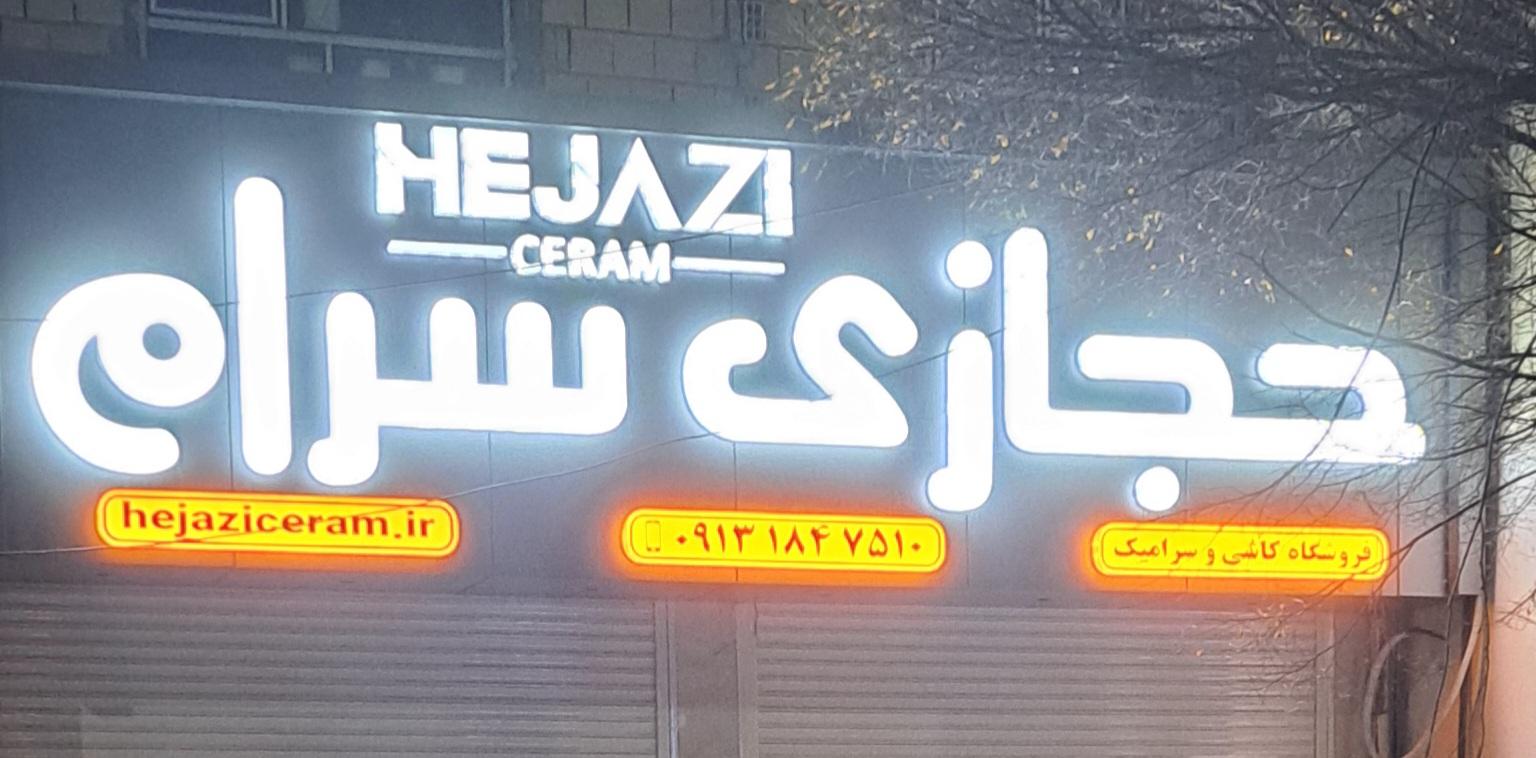 HEJAZI
CERAM
حجازی سرام
فروشگاه کاشی و سرامیک
۰۹۱۳ ۱۸۴ ۷۵۱۰
hejaziceram.ir